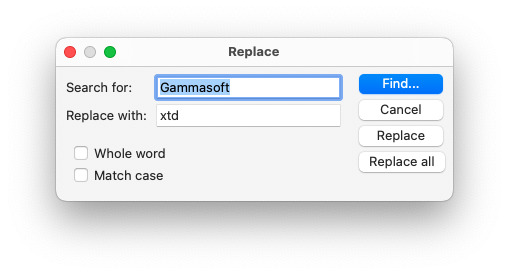 Replace
Search for: Gammasoft
Find...
Replace with: xtd
Cancel
Replace
Whole word
Replace all
Match case